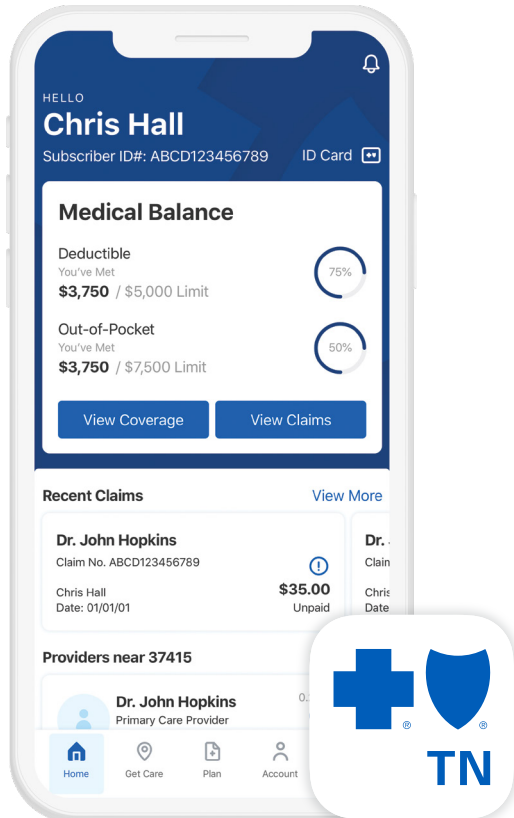 HELLO
Chris Hall
Subscriber ID#: ABCD123456789 ID Card
Medical Balance
Deductible
You've Met
$3,750 / $5,000 Limit
75%
Out-of-Pocket
You've Met
$3,750 / $7,500 Limit
50%
View Coverage View Claims
Recent Claims View More
Dr. John Hopkins
Claim No. ABCD123456789
Chris Hall
Date: 01/01/01
$35.00
Unpaid
Dr.
Date
Providers near 37415
Dr. John Hopkins
Primary Care Provider
Home Get Care Plan Account
® ®
TN